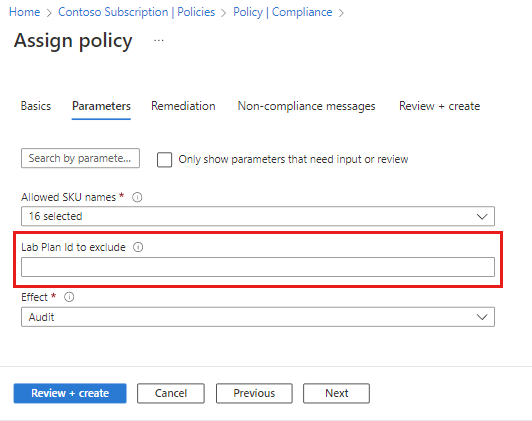 Home > Contoso Subscription | Policies > Policy | Compliance >
Assign policy ...
Basics Parameters Remediation Non-compliance messages Review + create
Search by paramete... Only show parameters that need input or review
Allowed SKU names *
16 selected
Lab Plan Id to exclude
Effect *
Audit
Review + create Cancel Previous Next